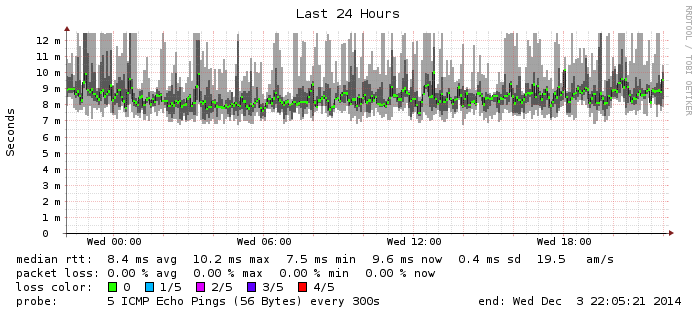 Last 24 Hours
RRDTOOL / TOBI OETIKER
Seconds
12 m
11 m
10 m
9 m
8 m
7 m
6 m
5 m
4 m
3 m
2 m
1 m
0
Wed 00:00 Wed 06:00 Wed 12:00 Wed 18:00
median rtt: 8.4 ms avg 10.2 ms max 7.5 ms min 9.6 ms now 0.4 ms sd 19.5 am/s
packet loss: 0.00 % avg 0.00 % max 0.00 % min 0.00 % now
loss color: 0 1/5 2/5 3/5 4/5
probe: 5 ICMP Echo Pings (56 Bytes) every 300s end: Wed Dec 3 22:05:21 2014